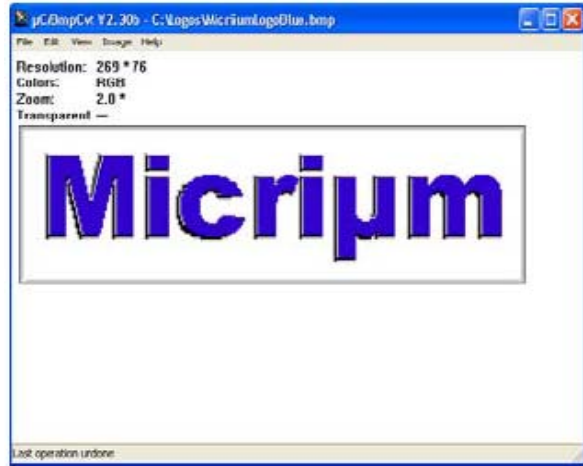 µC/BmpCvt V2.30b - C:\Logos\MicriumLogoBlue.bmp
File Edit View Image Help
Resolution: 269 * 76
Colors: RGB
Zoom: 2.0 *
Transparent ---
Micriµm
Last operation undone